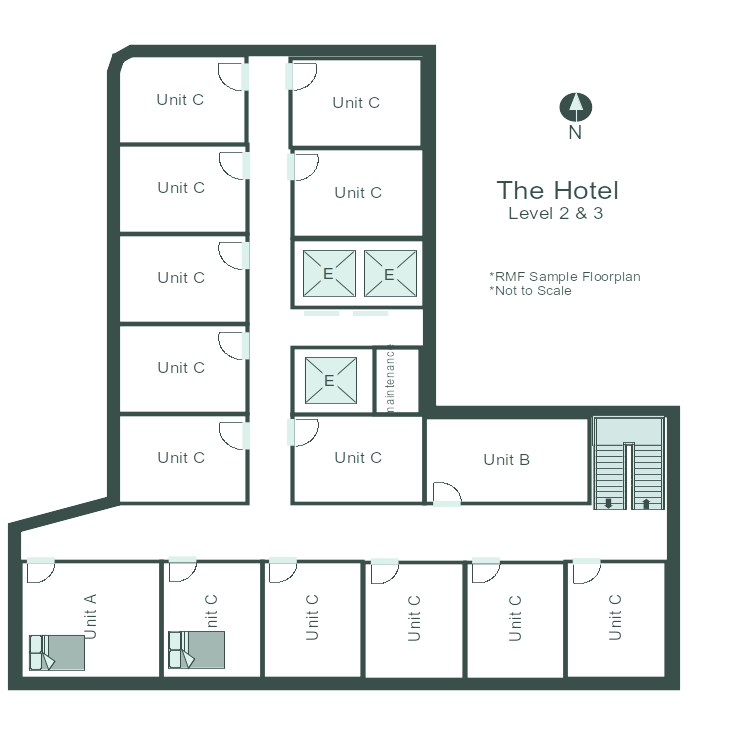 Unit C
Unit C
N
Unit C
Unit C
The Hotel
Level 2 & 3
Unit C
E
E
*RMF Sample Floorplan
*Not to Scale
Unit C
E
maintenance
Unit C
Unit C
Unit B
Unit A
Unit C
Unit C
Unit C
Unit C
Unit C